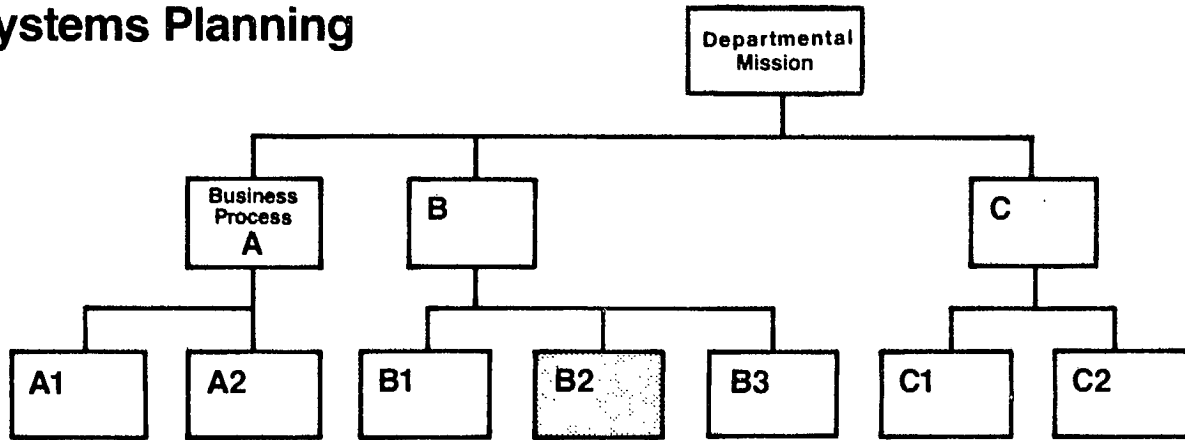 ystems Planning
Departmental
Mission
Business
Process
A
B
C
A1
A2
B1
B2
B3
C1
C2